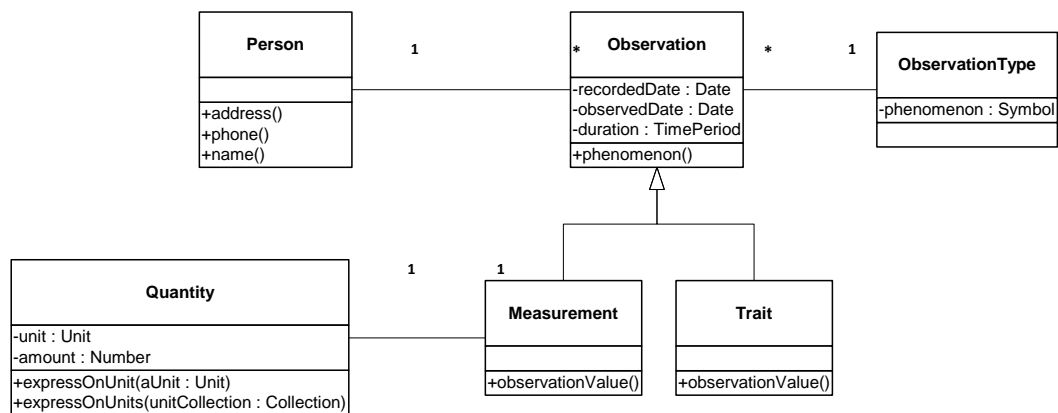 Person
+address()
+phone()
+name()
1
*
Observation
-recordedDate : Date
-observedDate : Date
-duration : TimePeriod
+phenomenon()
*
1
ObservationType
-phenomenon : Symbol
Quantity
-unit : Unit
-amount : Number
+expressOnUnit(aUnit : Unit)
+expressOnUnits(unitCollection : Collection)
1
1
Measurement
+observationValue()
Trait
+observationValue()